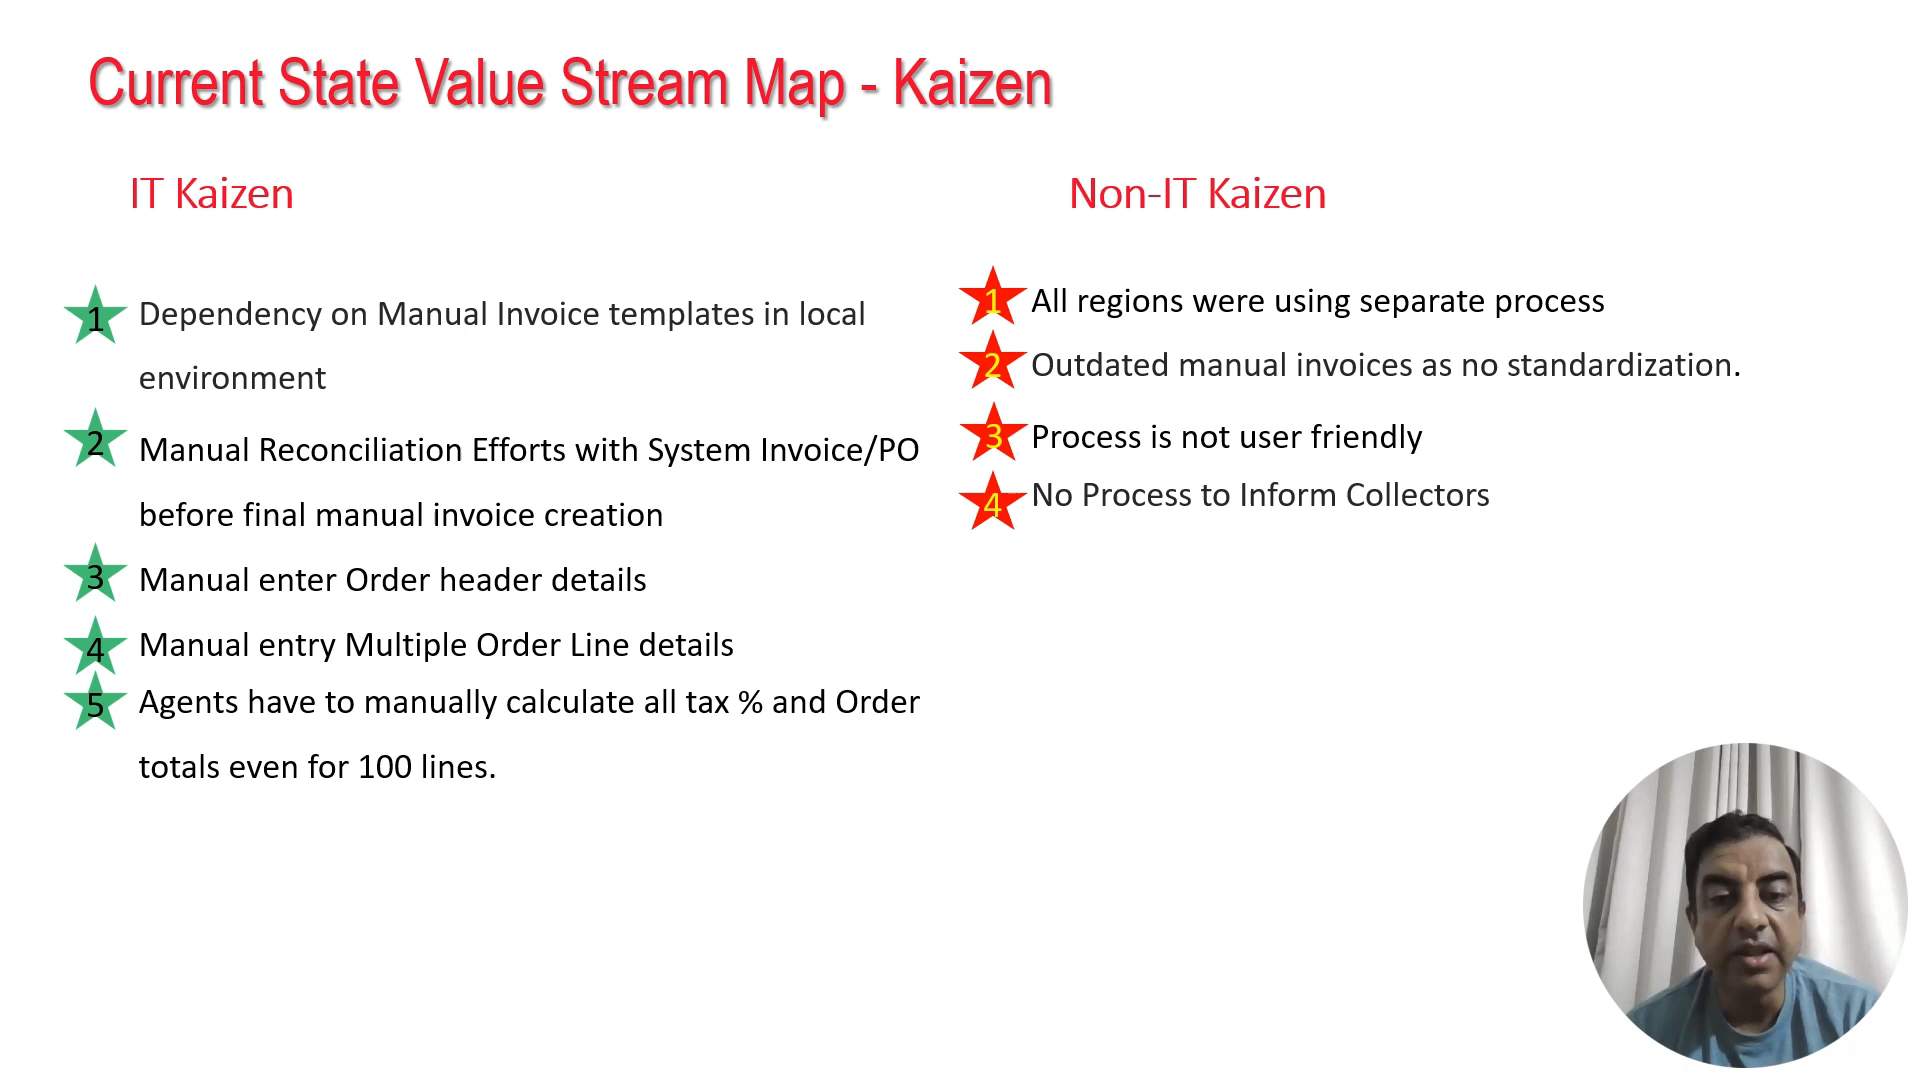 Current State Value Stream Map - Kaizen
IT Kaizen
1 Dependency on Manual Invoice templates in local
environment
2 Manual Reconciliation Efforts with System Invoice/PO
before final manual invoice creation
3 Manual enter Order header details
4 Manual entry Multiple Order Line details
5 Agents have to manually calculate all tax % and Order
totals even for 100 lines.
Non-IT Kaizen
1 All regions were using separate process
2 Outdated manual invoices as no standardization.
3 Process is not user friendly
4 No Process to Inform Collectors